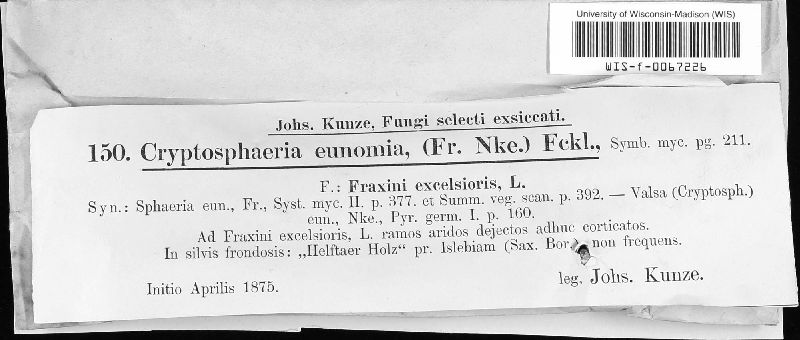 University of Wisconsin-Madison (WIS)
WIS-f-0067226
Johs. Kunze, Fungi selecti exsiccati.
150. Cryptosphaeria eunomia, (Fr. Nke.) Fckl., Symb. myc. pg. 211.
F.: Fraxini excelsioris, L.
Syn.: Sphaeria eun., Fr., Syst. myc. II. p. 377. et Summ. veg. scan. p. 392. — Valsa (Cryptosph.)
eun., Nke., Pyr. germ. I. p. 160.
Ad Fraxini excelsioris, L. ramos aridos dejectos adhuc corticatos.
In silvis frondosis: „Helftaer Holz“ pr. Islebiam (Sax. Bor. non frequens.
Initio Aprilis 1875.
leg. Johs. Kunze.